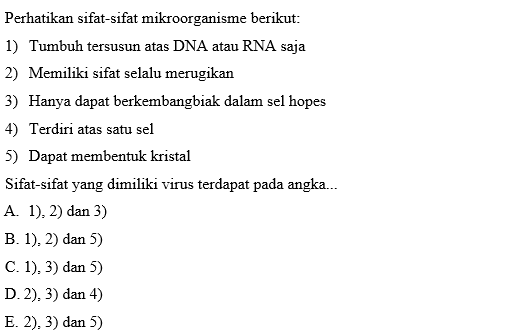 Perhatikan sifat-sifat mikroorganisme berikut:
1) Tumbuh tersusun atas DNA atau RNA saja
2) Memiliki sifat selalu merugikan
3) Hanya dapat berkembangbiak dalam sel hopes
4) Terdiri atas satu sel
5) Dapat membentuk kristal
Sifat-sifat yang dimiliki virus terdapat pada angka...
A. 1), 2) dan 3)
B. 1), 2) dan 5)
C. 1), 3) dan 5)
D. 2), 3) dan 4)
E. 2), 3) dan 5)